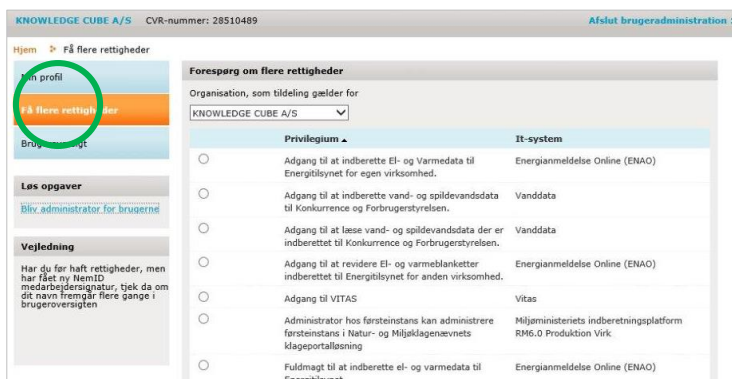 KNOWLEDGE CUBE A/S CVR-nummer: 28510489 Afslut brugeradministration
Hjem Få flere rettigheder
Min profil
Få flere rettigheder
Brugeroversigt
Løs opgaver
Bliv administrator for brugerne
Vejledning
Har du før haft rettigheder, men
har fået ny NemID
medarbejdersignatur, tjek da om
dit navn fremgår flere gange i
brugeroversigten
Forespørg om flere rettigheder
Organisation, som tildeling gælder for
KNOWLEDGE CUBE A/S
Privilegium It-system
Adgang til at indberette El- og Varmedata til Energianmeldelse Online (ENAO)
Energitilsynet for egen virksomhed.
Adgang til at indberette vand- og spildevandsdata Vanddata
til Konkurrence og Forbrugerstyrelsen.
Adgang til at læse vand- og spildevandsdata der er Vanddata
indberettet til Konkurrence og Forbrugerstyrelsen.
Adgang til at revidere El- og varmeblanketter Energianmeldelse Online (ENAO)
indberettet til Energitilsynet for anden virksomhed.
Adgang til VITAS Vitas
Administrator hos førsteinstans kan administrere Miljøministeriets indberetningsplatform
førsteinstans i Natur- og Miljøklagenævnets RM6.0 Produktion Virk
klageportalløsning
Fuldmagt til at indberette el- og varmedata til Energianmeldelse Online (ENAO)